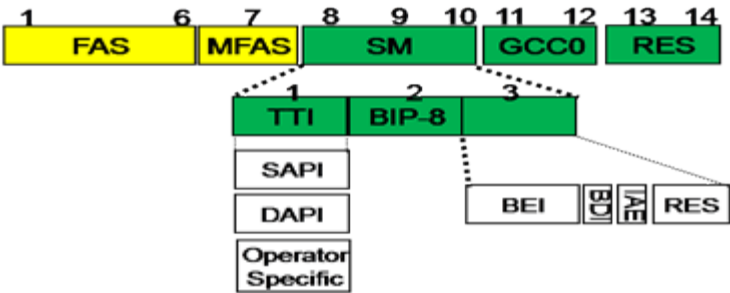 1 6 7 8 9 10 11 12 13 14
FAS MFAS SM GCC0 RES
1 2 3
TTI BIP-8
SAPI
DAPI
BEI BDI IAE RES
Operator
Specific